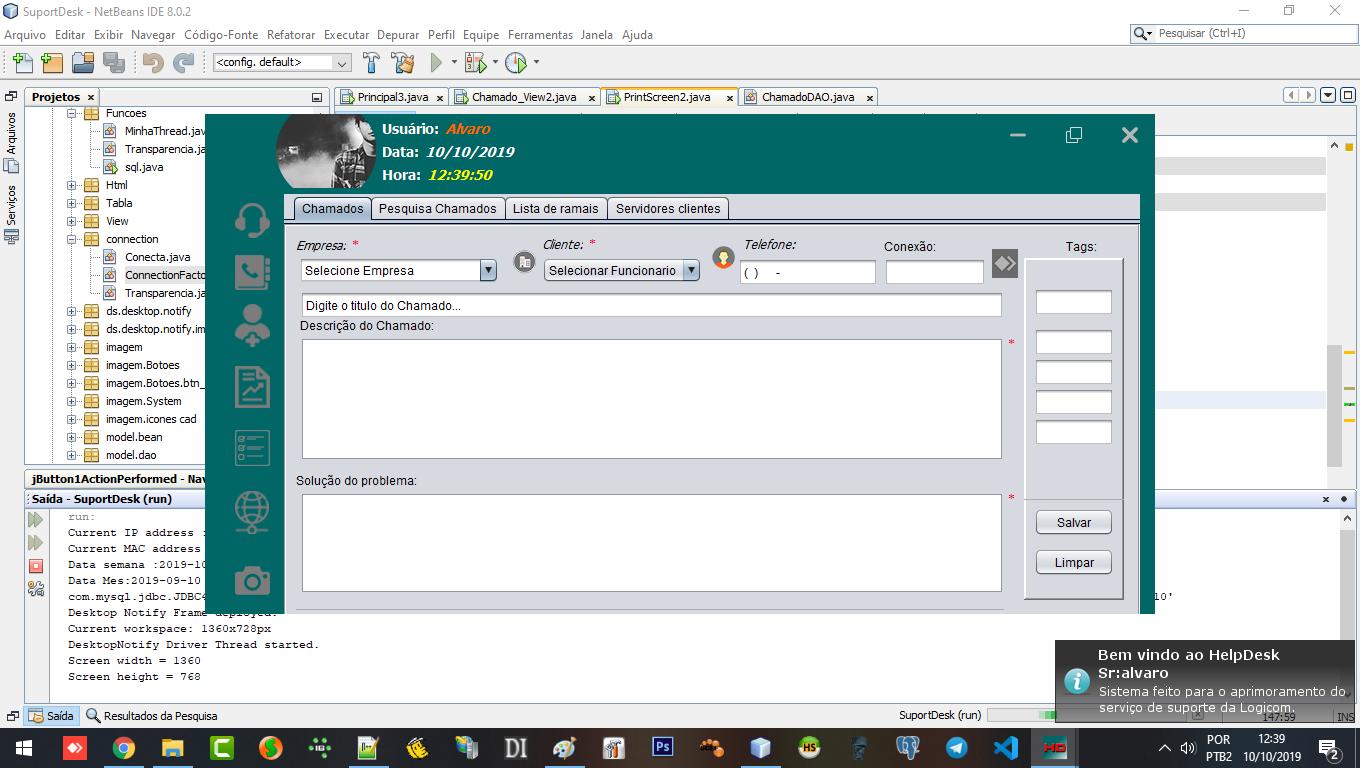 SuportDesk - NetBeans IDE 8.0.2
Arquivo Editar Exibir Navegar Código-Fonte Refatorar Executar Depurar Perfil Equipe Ferramentas Janela Ajuda
Pesquisar (Ctrl+I)
<config. default>
Projetos
Principal3.java
Chamado_View2.java
PrintScreen2.java
ChamadoDAO.java
Arquivos
Serviços
Funcoes
MinhaThread.jav
Transparencia.ja
sql.java
Html
Tabla
View
connection
Conecta.java
ConnectionFacto
Transparencia.ja
ds.desktop.notify
ds.desktop.notify.im
imagem
imagem.Botoes
imagem.Botoes.btn_
imagem.System
imagem.icones cad
model.bean
model.dao
jButton1ActionPerformed - Nav
Usuário: Alvaro
Data: 10/10/2019
Hora: 12:39:50
Chamados
Pesquisa Chamados
Lista de ramais
Servidores clientes
Empresa: *
Cliente: *
Telefone:
Conexão:
Tags:
Selecione Empresa
Selecionar Funcionario
( ) -
Digite o titulo do Chamado...
Descrição do Chamado:
*
Solução do problema:
*
Salvar
Limpar
Saída - SuportDesk (run)
run:
Current IP address :
Current MAC address
Data semana :2019-10
Data Mes:2019-09-10
com.mysql.jdbc.JDBC4
10'
Desktop Notify Frame deployed.
Current workspace: 1360x728px
DesktopNotify Driver Thread started.
Screen width = 1360
Screen height = 768
Bem vindo ao HelpDesk
Sr:alvaro
Sistema feito para o aprimoramento do
serviço de suporte da Logicom.
Saída
Resultados da Pesquisa
SuportDesk (run)
147:59
INS
DI
Ps
HS
HD
POR
PTB2
12:39
10/10/2019
2